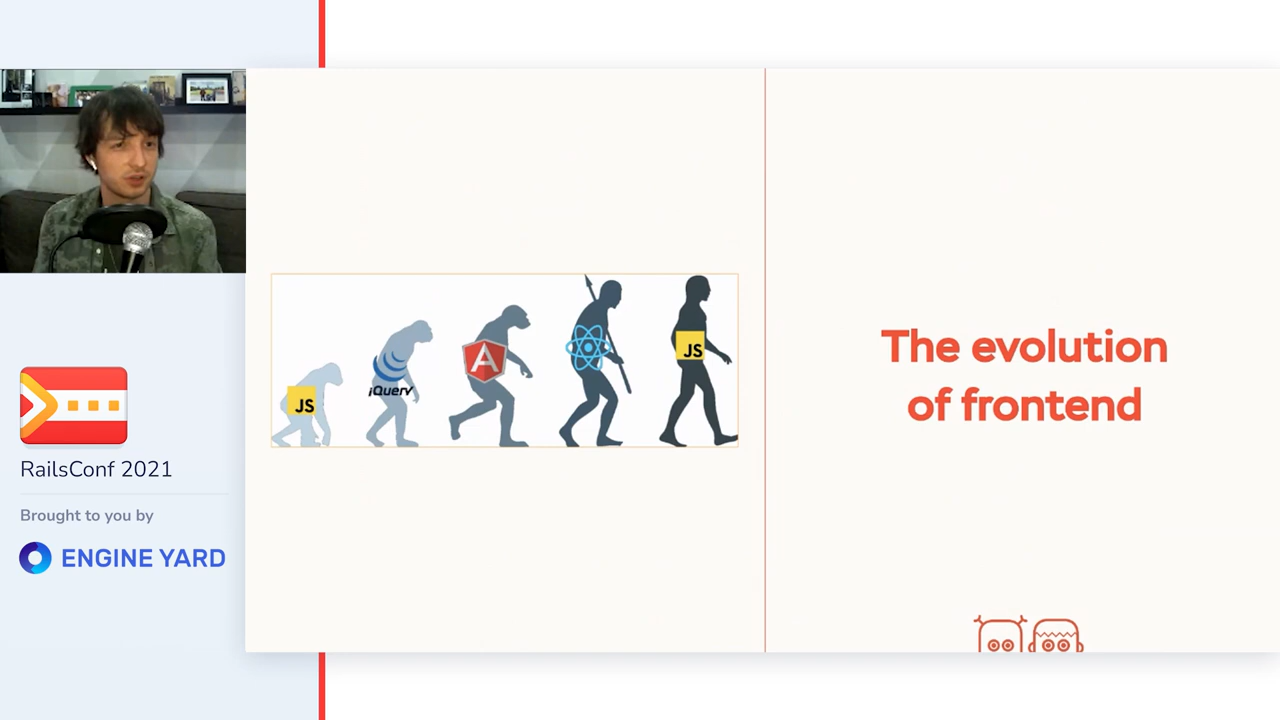 RailsConf 2021
Brought to you by
ENGINE YARD
JS
jQuery
A
JS
The evolution
of frontend